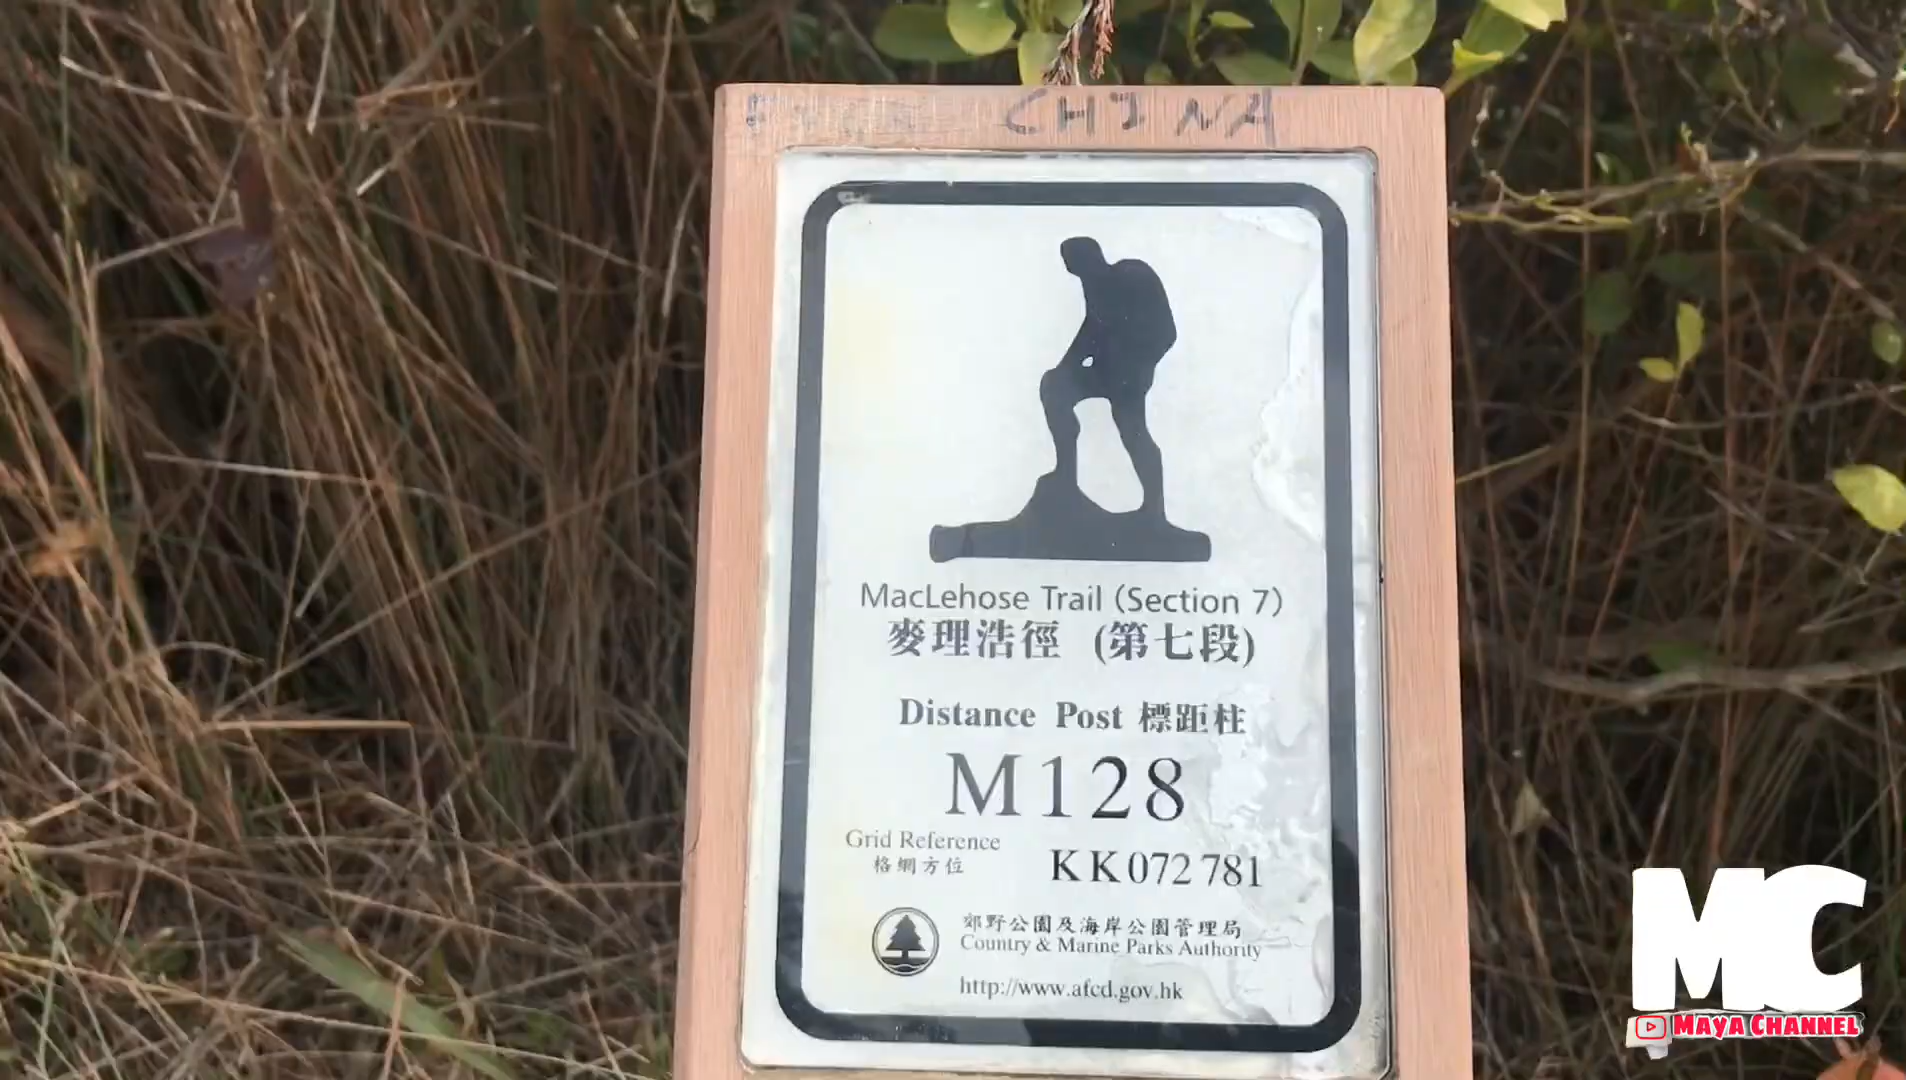 CHINA
MacLehose Trail (Section 7)
麥理浩徑 (第七段)
Distance Post 標距柱
M128
Grid Reference
格網方位
KK072781
郊野公園及海岸公園管理局
Country & Marine Parks Authority
http://www.afcd.gov.hk
MC
MAYA CHANNEL